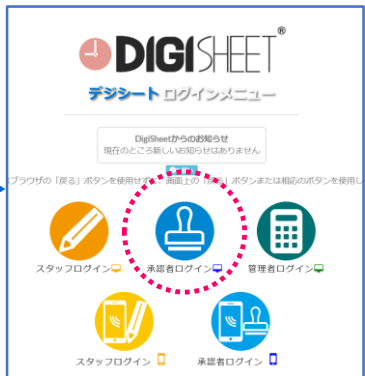 DIGISHEET®
デジシート ログインメニュー
DigiSheetからのお知らせ
現在のところ新しいお知らせはありません
ブラウザの「戻る」ボタンを使用せずに、画面上の「戻る」ボタンまたは相応のボタンを使用し
スタッフログイン
承認者ログイン
管理者ログイン
スタッフログイン
承認者ログイン